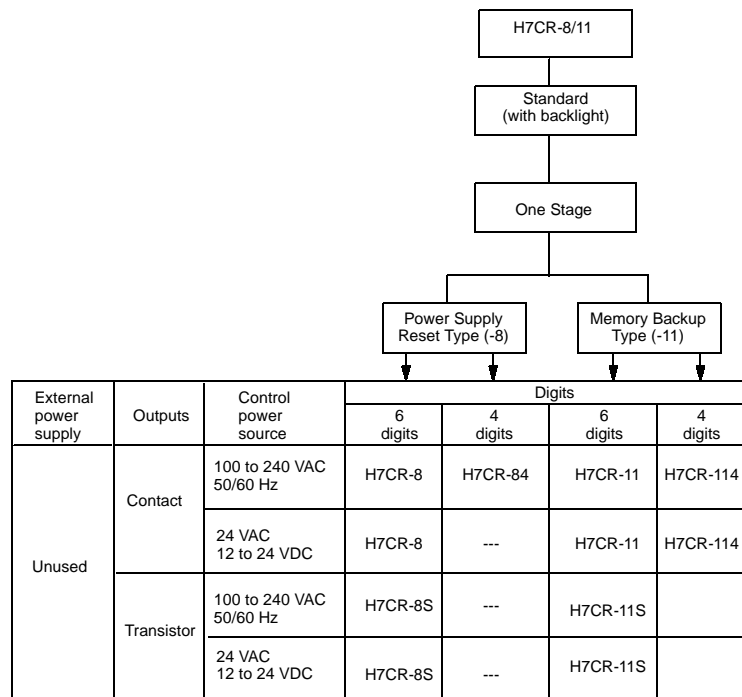 H7CR-8/11
Standard
(with backlight)
One Stage
Power Supply
Reset Type (-8)
Memory Backup
Type (-11)
External
power
supply
Outputs
Control
power
source
Digits
6
digits
4
digits
6
digits
4
digits
Unused
Contact
100 to 240 VAC
50/60 Hz
H7CR-8
H7CR-84
H7CR-11
H7CR-114
24 VAC
12 to 24 VDC
H7CR-8
---
H7CR-11
H7CR-114
Transistor
100 to 240 VAC
50/60 Hz
H7CR-8S
---
H7CR-11S
24 VAC
12 to 24 VDC
H7CR-8S
---
H7CR-11S